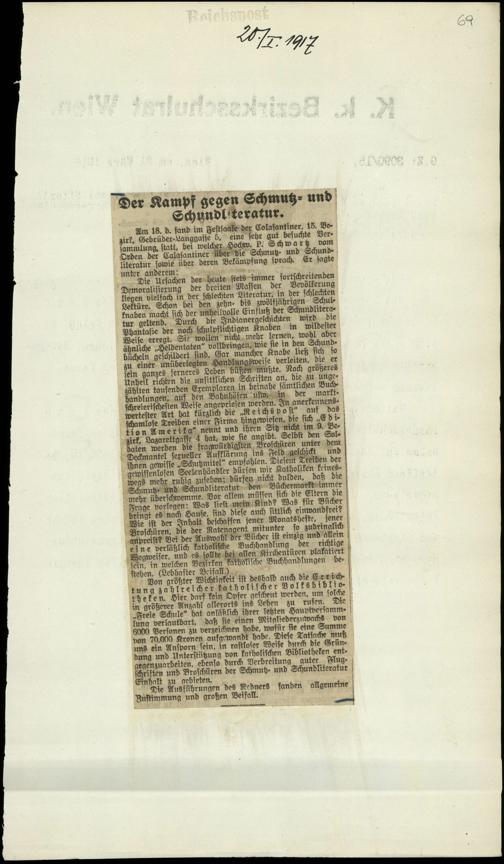 Reichspost
69
20./I. 1917
K. k. Bezirksschulrat Wien.
Der Kampf gegen Schmutz- und
Schundliteratur.
Am 18. d. fand im Festsaale der Calasantiner, 15. Be-
zirk, Gebrüder-Langgasse 5, eine sehr gut besuchte Ver-
sammlung statt, bei welcher Hochw. P. Schwartz vom
Orden der Calasantiner über die Schmutz- und Schund-
literatur sowie über deren Bekämpfung sprach. Er sagte
unter anderem:
Die Ursachen der heute stets immer fortschreitenden
Demoralisierung der breiten Massen der Bevölkerung
liegen vielfach in der schlechten Literatur, in der schlechten
Lektüre. Schon bei den zehn- bis zwölfjährigen Schul-
knaben macht sich der unheilvolle Einfluß der Schundlitera-
tur geltend. Durch die Indianergeschichten wird die
Phantasie der noch schulpflichtigen Knaben in wildester
Weise erregt. Sie wollen nicht mehr lernen, wohl aber
ähnliche „Heldentaten" vollbringen, wie sie in den Schund-
büchern geschildert sind. Gar mancher Knabe ließ sich so
zu einer unüberlegten Handlungsweise verleiten, die er
sein ganzes ferneres Leben büßen mußte. Noch größeres
Unheil richten die unsittlichen Schriften an, die zu unge-
zählten tausenden Exemplaren in beinahe sämtlichen Buch-
handlungen, auf den Bahnhöfen usw. in der markt-
schreierischesten Weise angepriesen werden. In anerkennens-
wertester Art hat kürzlich die „Reichspost" auf das
schamlose Treiben einer Firma hingewiesen, die sich „Edi-
tion Amerika" nennt und ihren Sitz nicht im 9. Be-
zirk, Lazarettgasse 4 hat, wie sie angibt. Selbst den Sol-
daten werden die fragwürdigsten Broschüren unter dem
Deckmantel sexueller Aufklärung ins Feld geschickt und
ihnen gewisse „Schutzmittel" empfohlen. Diesem Treiben der
gewissenlosen Seelenhändler dürfen wir Katholiken keines-
wegs mehr ruhig zusehen; dürfen nicht dulden, daß die
Schmutz- und Schundliteratur den Büchermarkt immer
mehr überschwemme. Vor allem müssen sich die Eltern die
Frage vorlegen: Was liest mein Kind? Was für Bücher
bringt es nach Hause, sind diese auch sittlich einwandfrei?
Wie ist der Inhalt beschaffen jener Monatshefte, jener
Broschüren, die der Ratenagent mitunter so zudringlich
anpreist? Bei der Auswahl der Bücher ist einzig und allein
eine verläßlich katholische Buchhandlung der richtige
Wegweiser, und es sollte bei allen Kirchentüren plakatiert
sein, in welchen Bezirken katholische Buchhandlungen be-
stehen. (Lebhafter Beifall.)
Von größter Wichtigkeit ist deshalb auch die Errich-
tung zahlreicher katholischer Volksbiblio-
theken. Hier darf kein Opfer gescheut werden, um solche
in größerer Anzahl allerorts ins Leben zu rufen. Die
„Freie Schule" hat anläßlich ihrer letzten Hauptversamm-
lung verlautbart, daß sie einen Mitgliederzuwachs von
6000 Personen zu verzeichnen habe, wofür sie eine Summe
von 70.000 Kronen aufgewandt habe. Diese Tatsache muß
uns ein Ansporn sein, in rastloser Weise durch die Grün-
dung und Unterstützung von katholischen Bibliotheken ent-
gegenzuarbeiten, ebenso durch Verbreitung guter Flug-
schriften und Broschüren der Schmutz- und Schundliteratur
Einhalt zu gebieten.
Die Ausführungen des Redners fanden allgemeine
Zustimmung und großen Beifall.